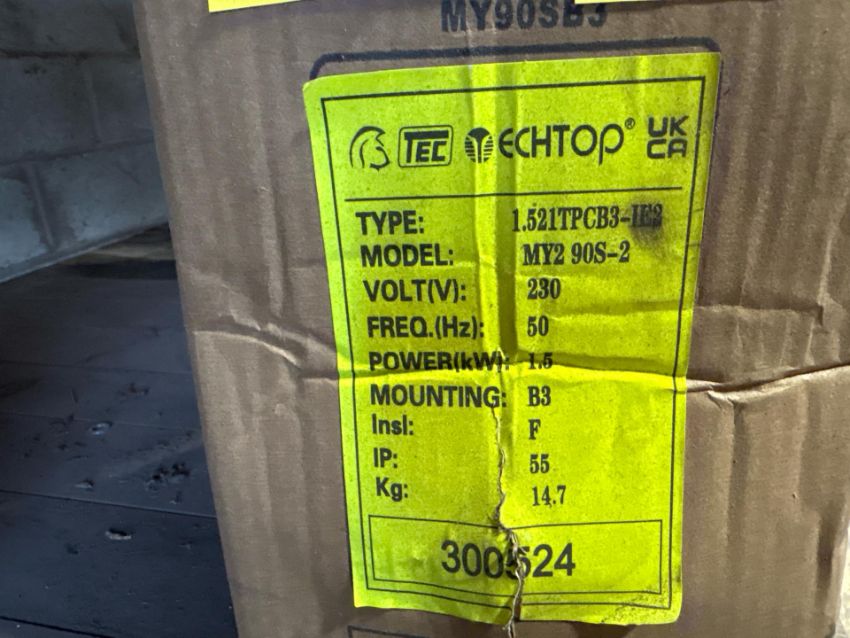 MY90SB3
TEC TECHTOP® UK CA
TYPE: 1.521TPCB3-IE2
MODEL: MY2 90S-2
VOLT(V): 230
FREQ.(Hz): 50
POWER(kW): 1.5
MOUNTING: B3
Insl: F
IP: 55
Kg: 14.7
300524